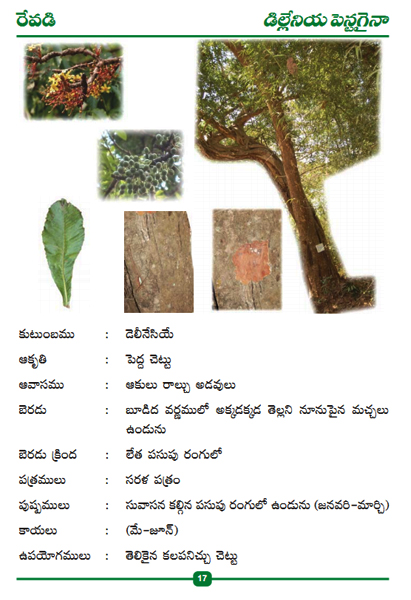 రేవడి డిల్లేనియ పెన్టగైనా
కుటుంబము : డెలీనేసియే
ఆకృతి : పెద్ద చెట్టు
ఆవాసము : ఆకులు రాల్చు అడవులు
బెరడు : బూడిద వర్ణములో అక్కడక్కడ తెల్లని నూనుపైన మచ్చలు
ఉండును
బెరడు క్రింద : లేత పసుపు రంగులో
పత్రములు : సరళ పత్రం
పుష్పములు : సువాసన కల్గిన పసుపు రంగులో ఉండును (జనవరి-మార్చి)
కాయలు : (మే-జూన్)
ఉపయోగములు : తెలికైన కలపనిచ్చు చెట్టు
17